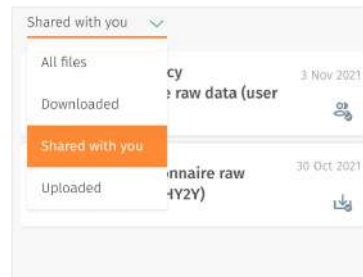 Shared with you
All files
cy
3 Nov 2021
raw data (user
Downloaded
Shared with you
nnaire raw
30 Oct 2021
Uploaded
HY2Y)